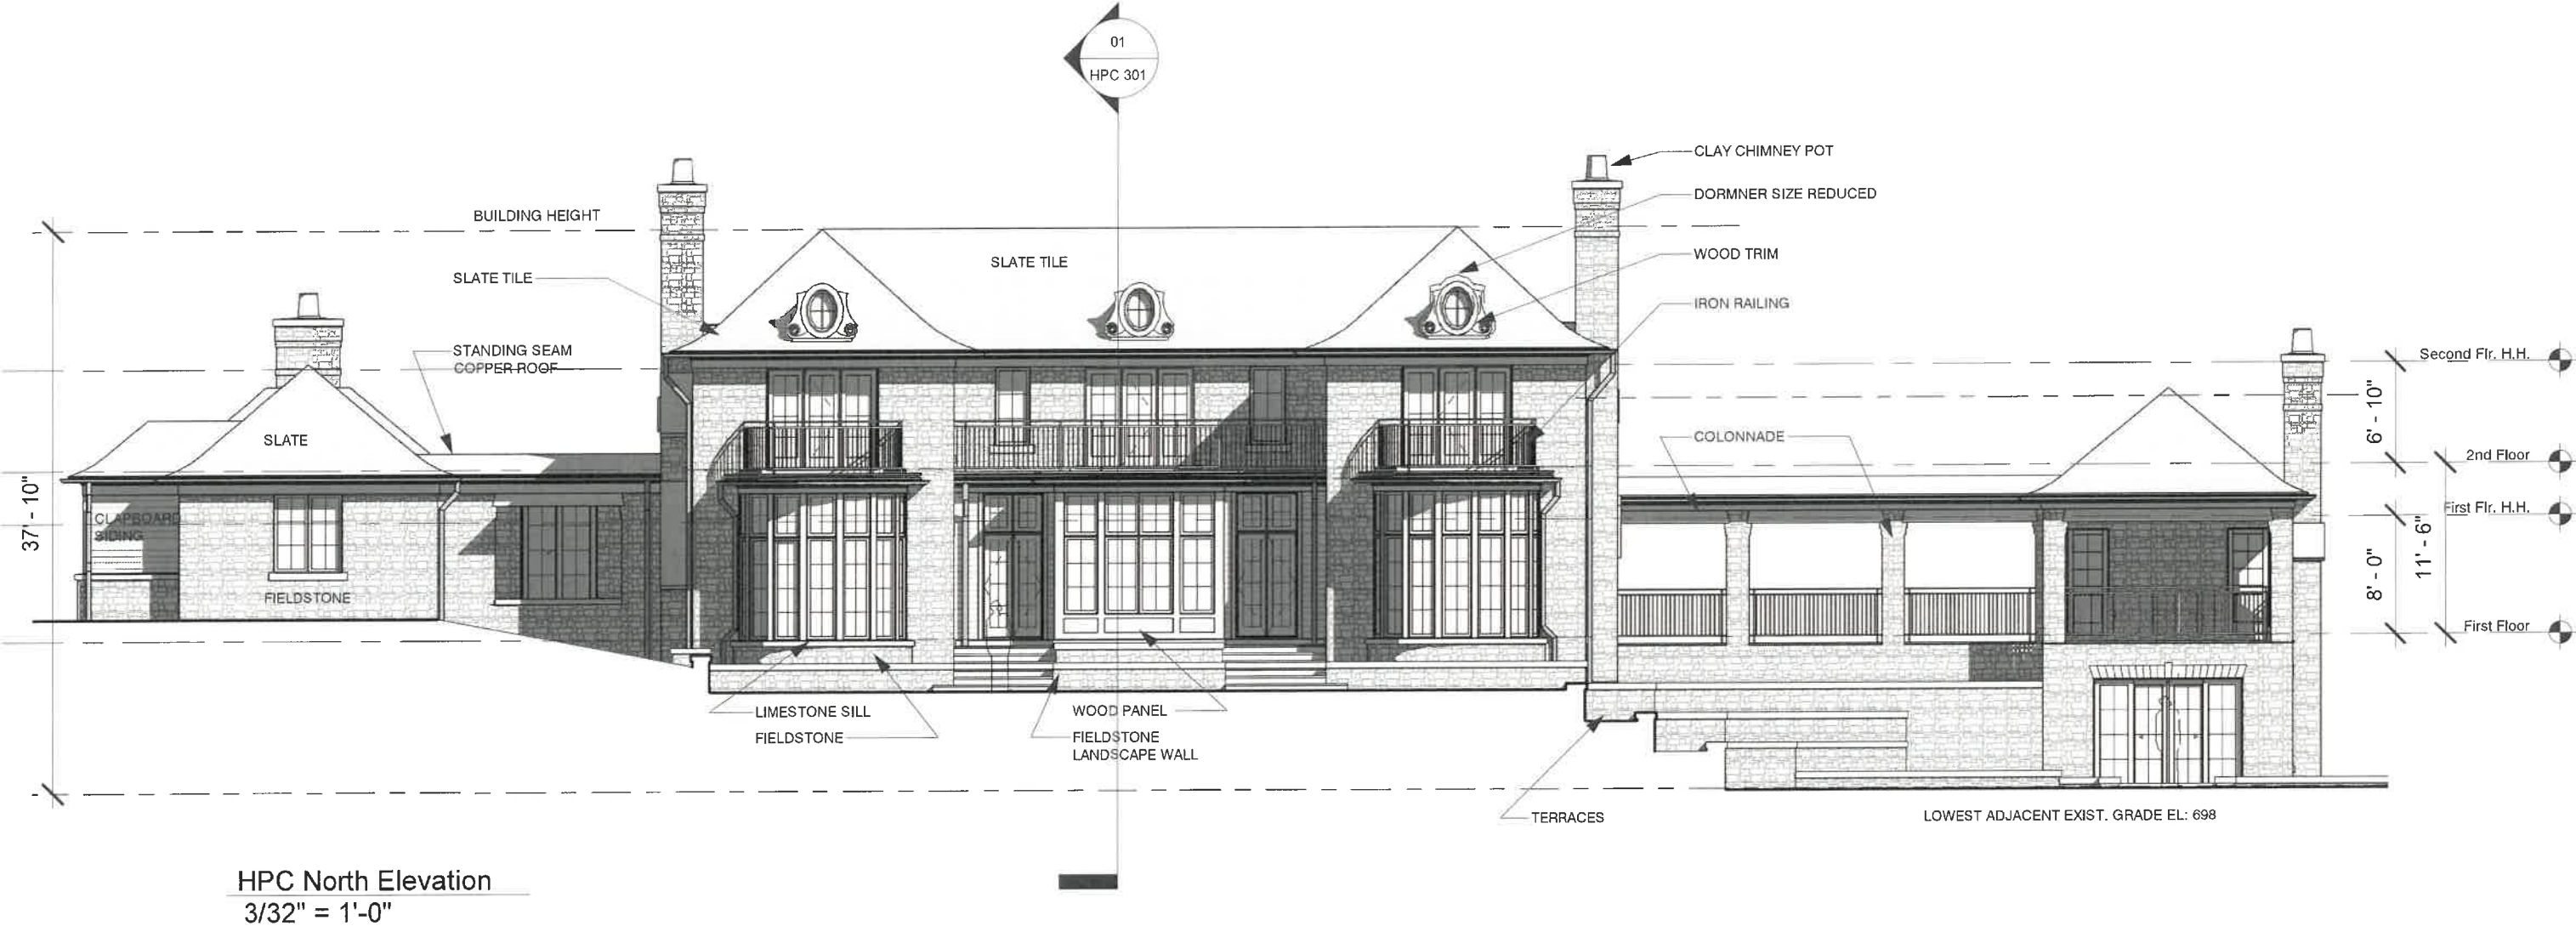 01
HPC 301
CLAY CHIMNEY POT
DORMNER SIZE REDUCED
BUILDING HEIGHT
WOOD TRIM
SLATE TILE
SLATE TILE
IRON RAILING
STANDING SEAM
COPPER ROOF
Second Flr. H.H.
6' - 10"
SLATE
COLONNADE
2nd Floor
37' - 10"
CLAPBOARD
SIDING
First Flr. H.H.
11' - 6"
8' - 0"
FIELDSTONE
First Floor
LIMESTONE SILL
FIELDSTONE
WOOD PANEL
FIELDSTONE
LANDSCAPE WALL
TERRACES
LOWEST ADJACENT EXIST. GRADE EL: 698
HPC North Elevation
3/32" = 1'-0"